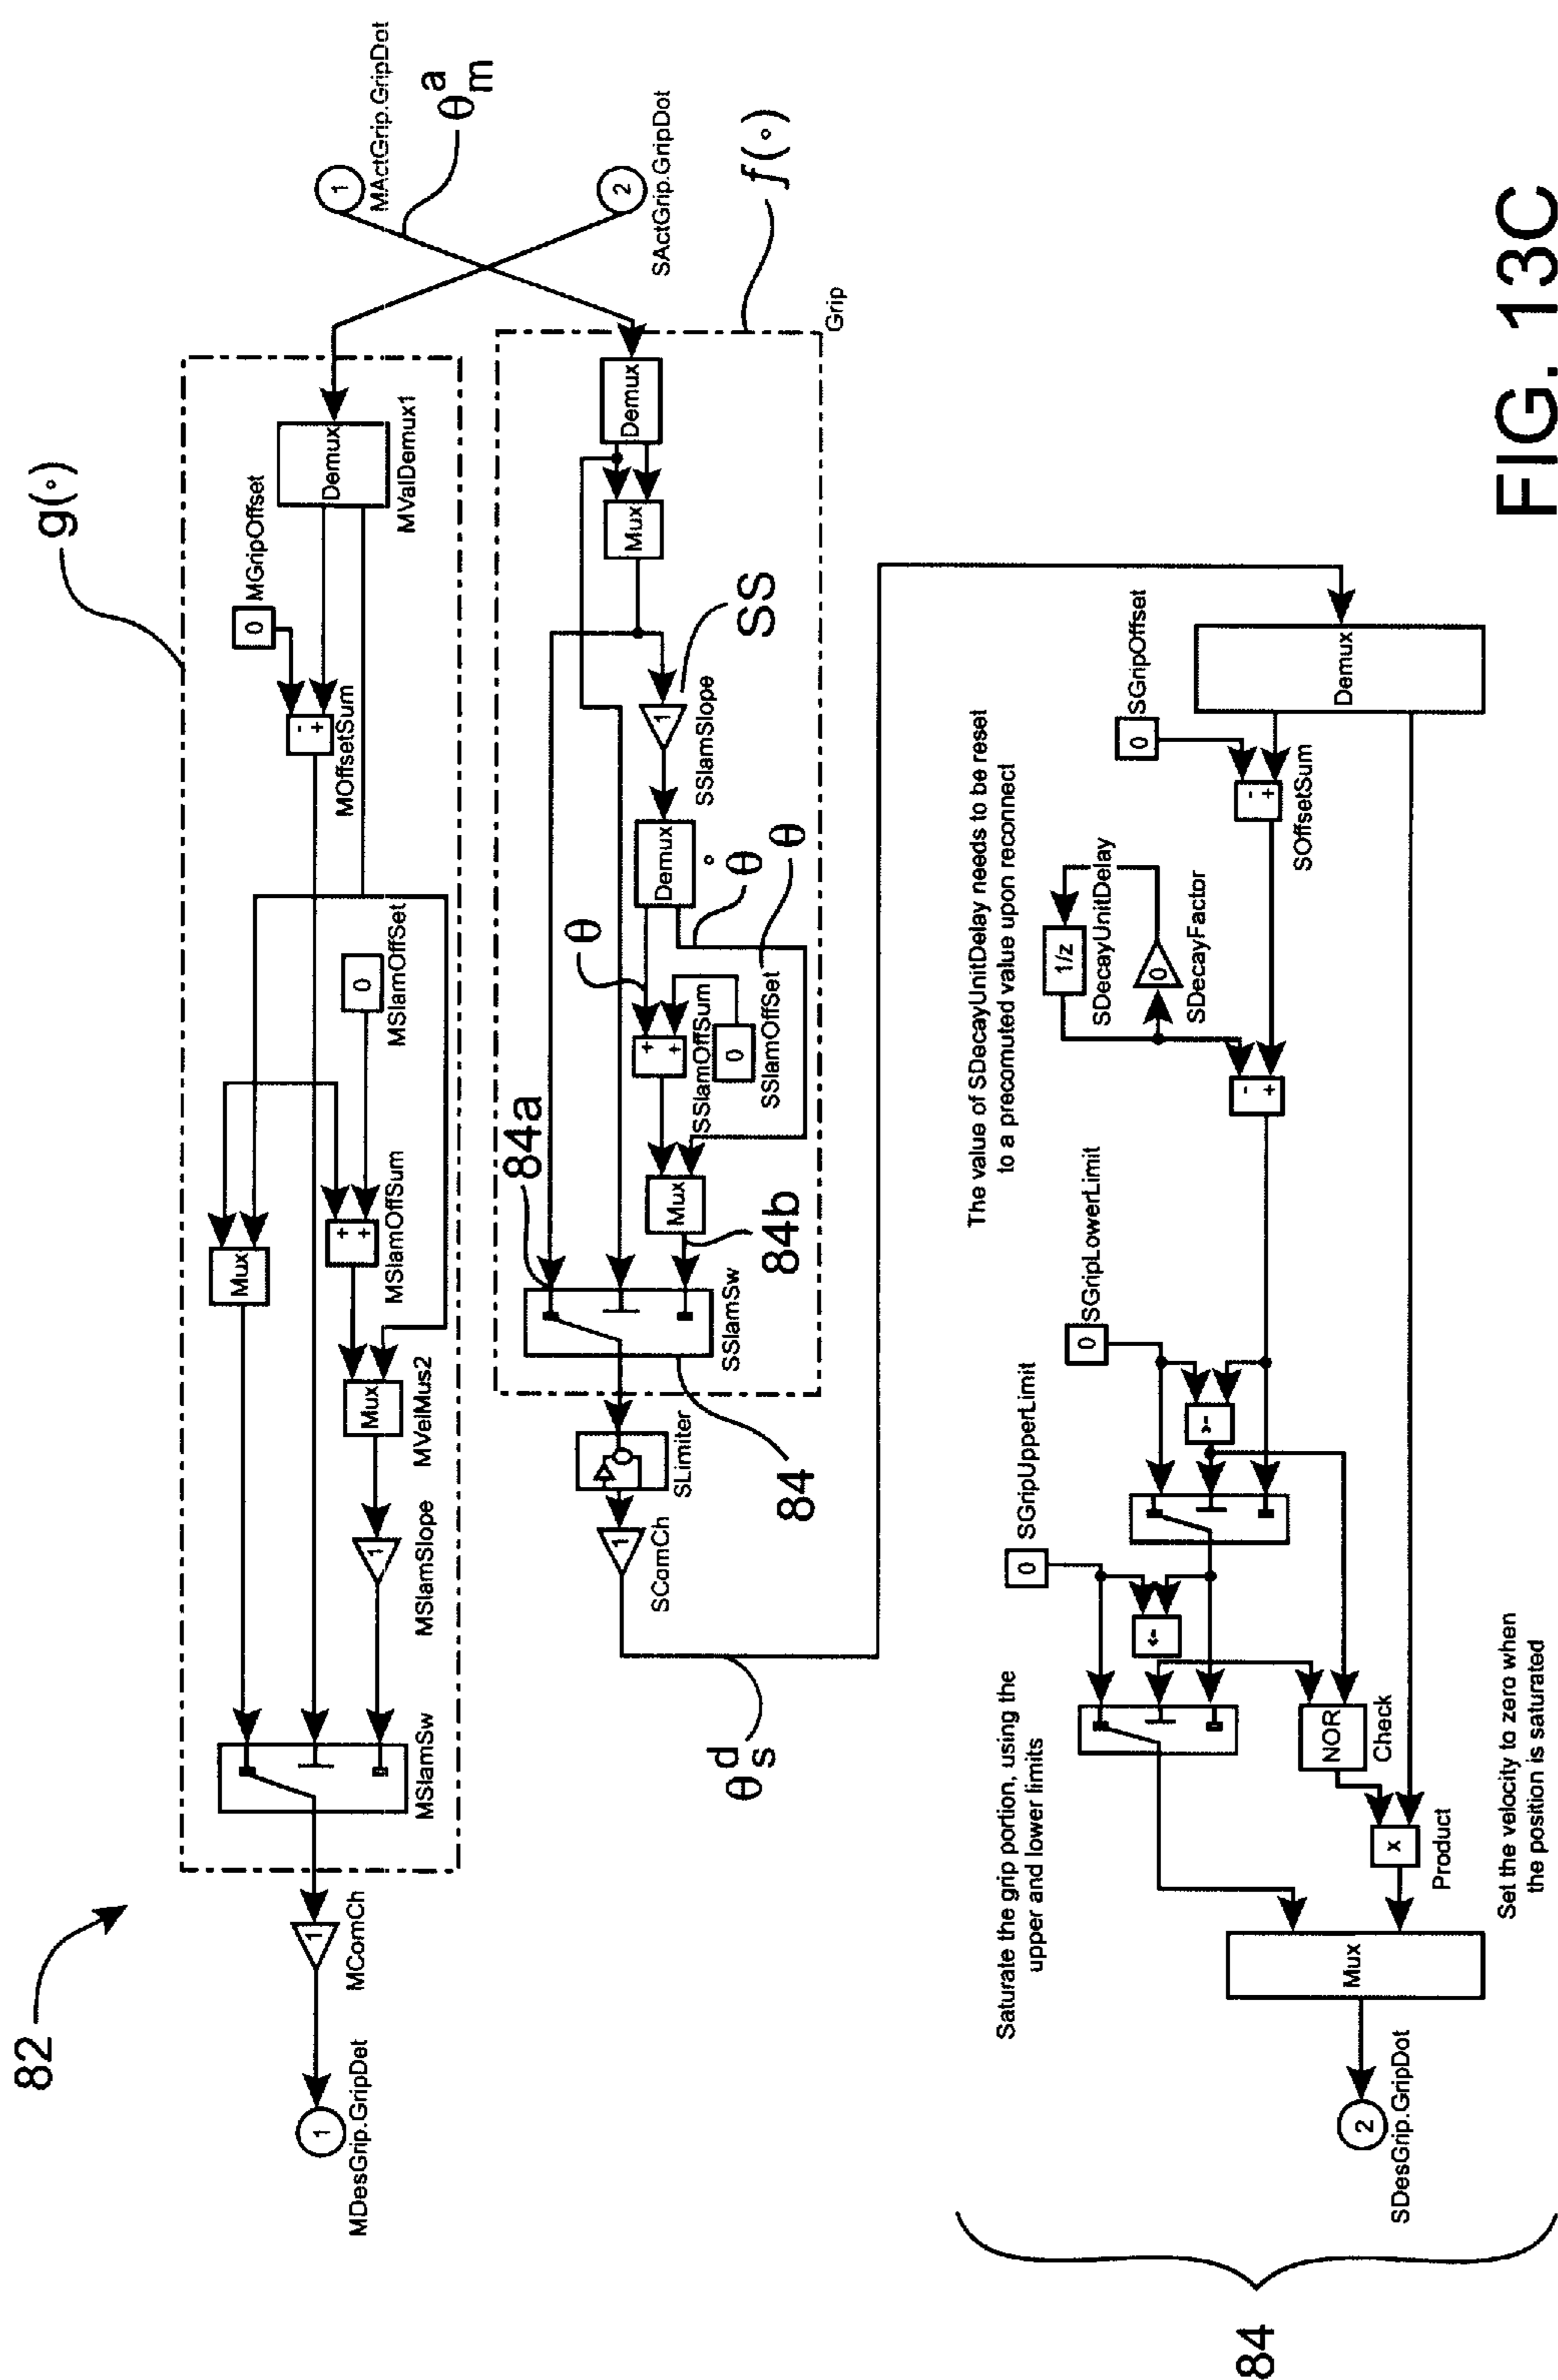 82
g(∘)
MDesGrip.GripDet
1
MComCh
1
MSlamSw
MSlamSlope
1
MVelMus2
Mux
Mux
MSlamOffSum
+
+
MSlamOffSet
0
MOffsetSum
-
+
0
MGripOffset
Demux
MValDemux1
1
MActGrip.GripDot
θ
a
m
2
SActGrip.GripDot
f(∘)
Grip
Demux
Mux
SS
SSlamSlope
1
Demux
θ̇
θ
θ
SSlamOffSum
+
+
0
SSlamOffSet
Mux
84a
84b
SSlamSw
84
SLimiter
SComCh
1
θ
d
s
The value of SDecayUnitDelay needs to be reset
to a precomuted value upon reconnect
0
SGripOffset
Demux
-
+
SOffsetSum
1/z
SDecayUnitDelay
0
SDecayFactor
-
+
0
SGripLowerLimit
>-
0
SGripUpperLimit
<-
Saturate the grip portion, using the
upper and lower limits
NOR
Check
x
Product
Set the velocity to zero when
the position is saturated
Mux
2
SDesGrip.GripDot
84
FIG. 13C